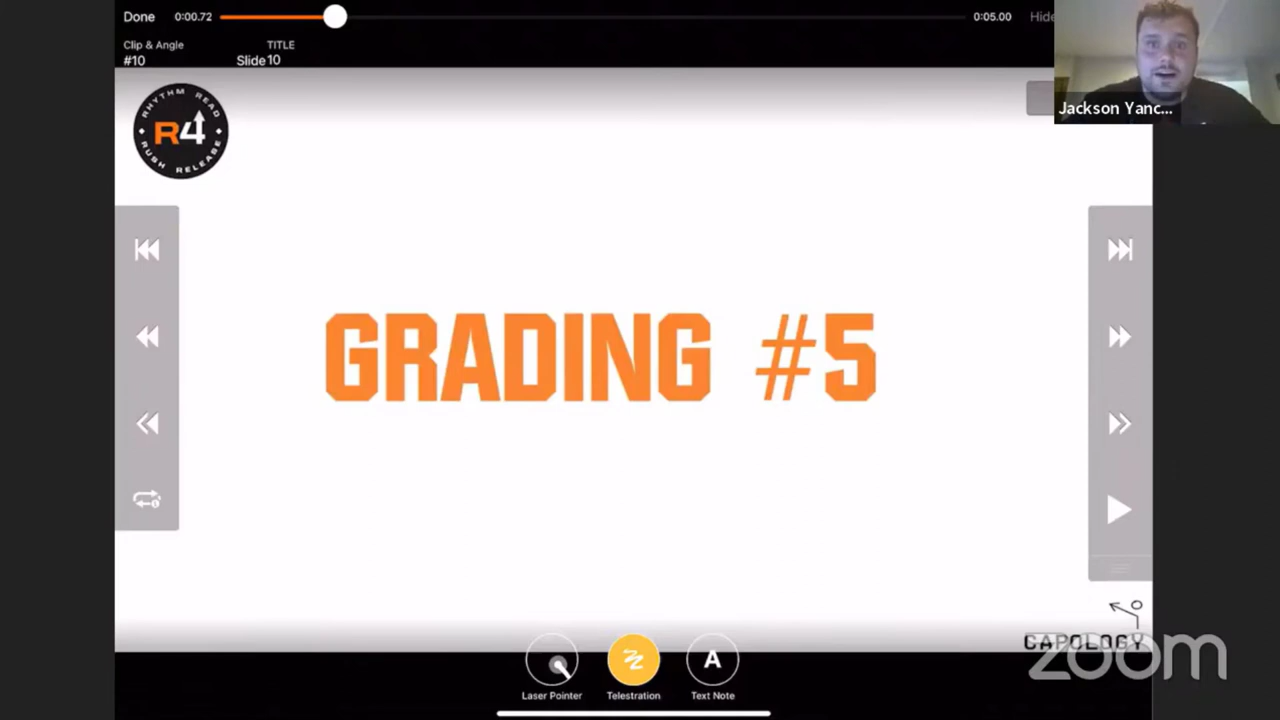 Done 0:00.72 0:05.00 Hide
Clip & Angle TITLE
#10 Slide 10
Jackson Yanc...
RHYTHM READ
R4
RUSH RELEASE
GRADING #5
CAPOLOGY
zoom
A
Laser Pointer Telestration Text Note